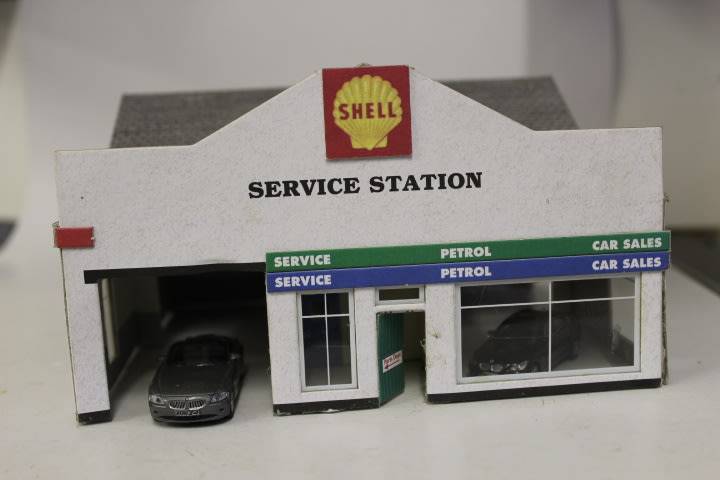 SHELL
SERVICE STATION
SERVICE PETROL CAR SALES
SERVICE PETROL CAR SALES